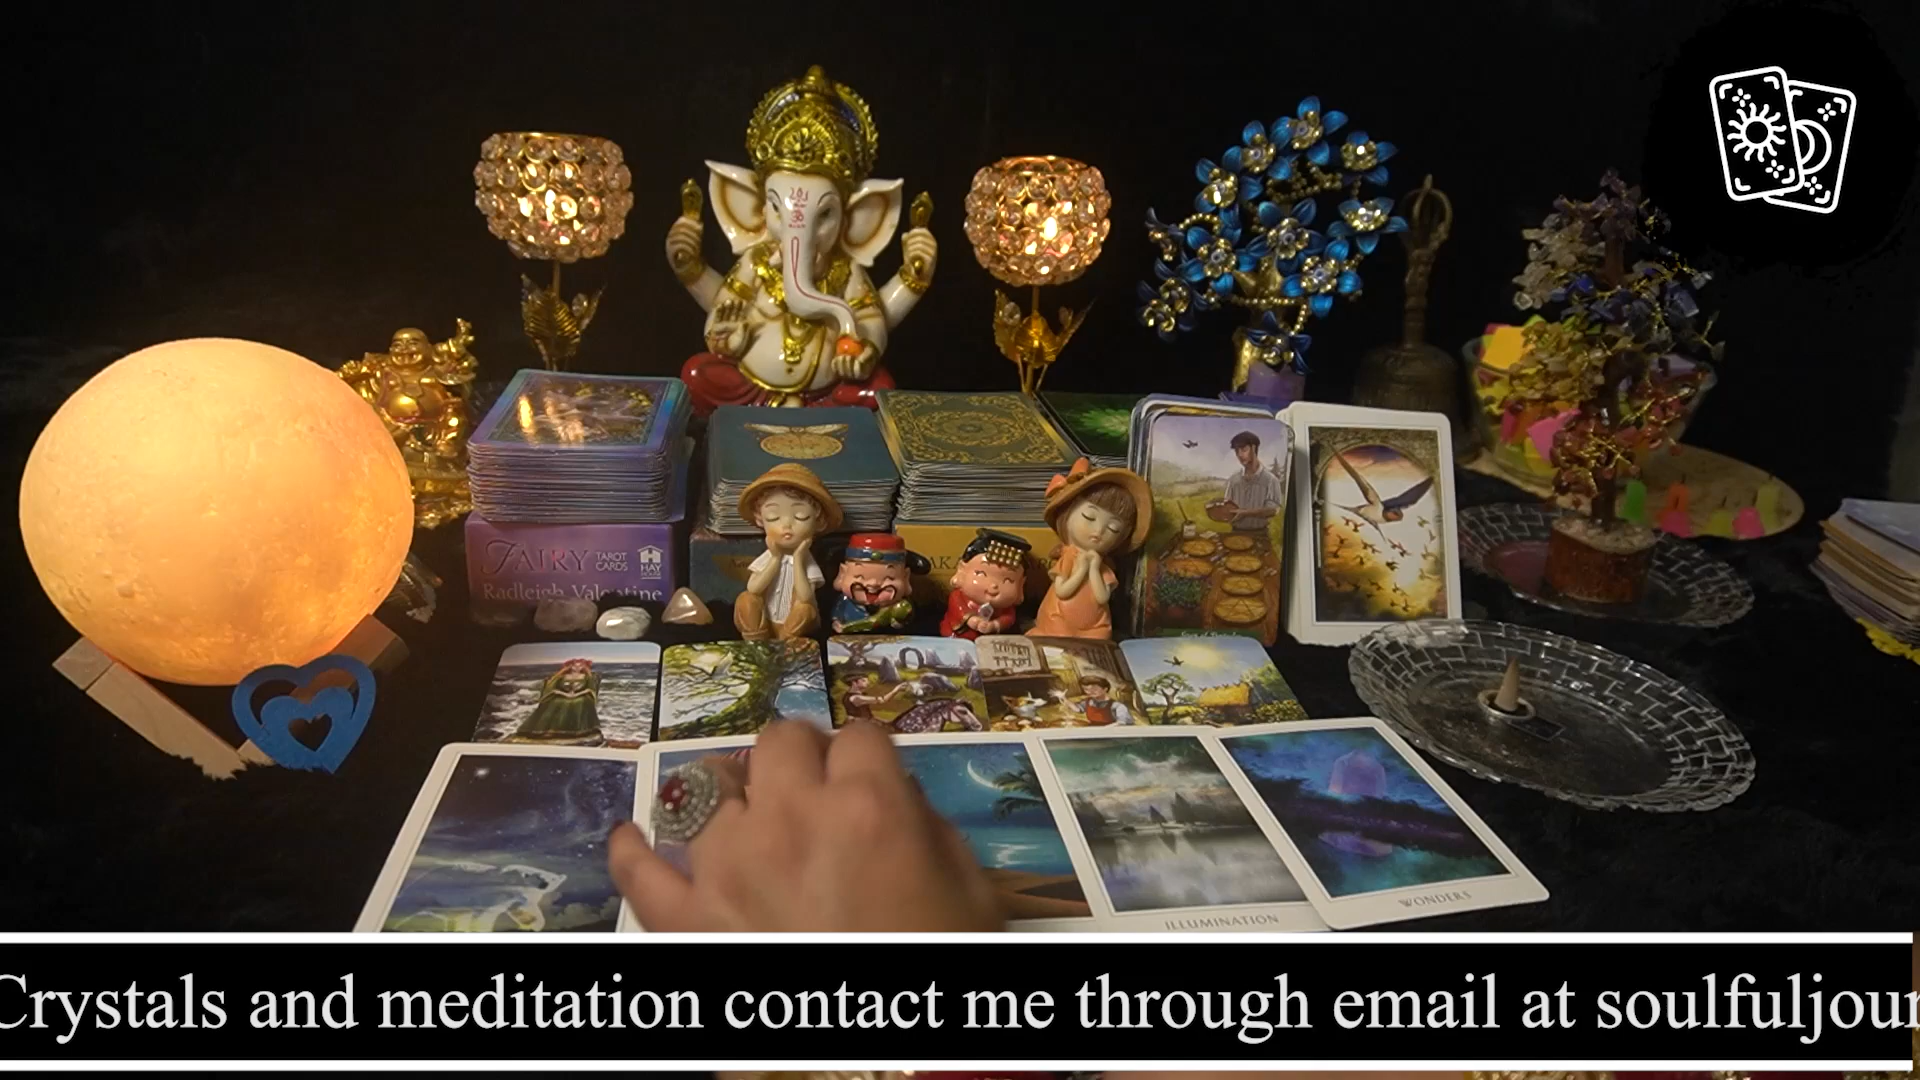 FAIRY TAROT CARDS HAY HOUSE
Radleigh Valentine
ILLUMINATION
WONDERS
Crystals and meditation contact me through email at soulfuljour